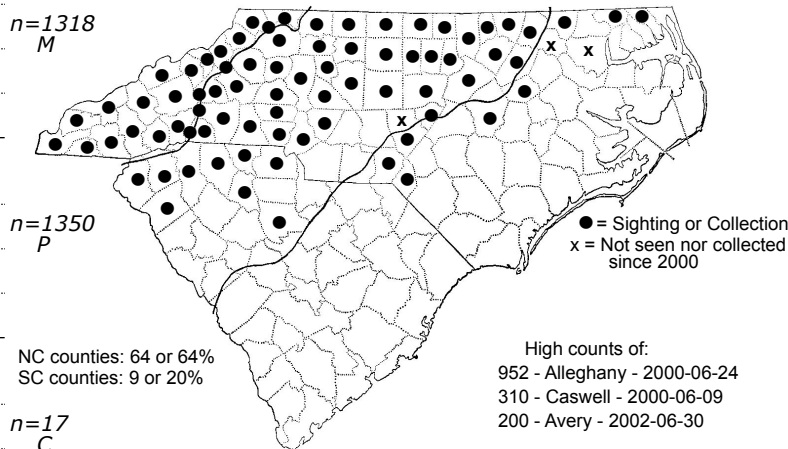 n=1318
M
x
x
x
n=1350
P
● = Sighting or Collection
x = Not seen nor collected
since 2000
NC counties: 64 or 64%
SC counties: 9 or 20%
High counts of:
952 - Alleghany - 2000-06-24
310 - Caswell - 2000-06-09
200 - Avery - 2002-06-30
n=17
C